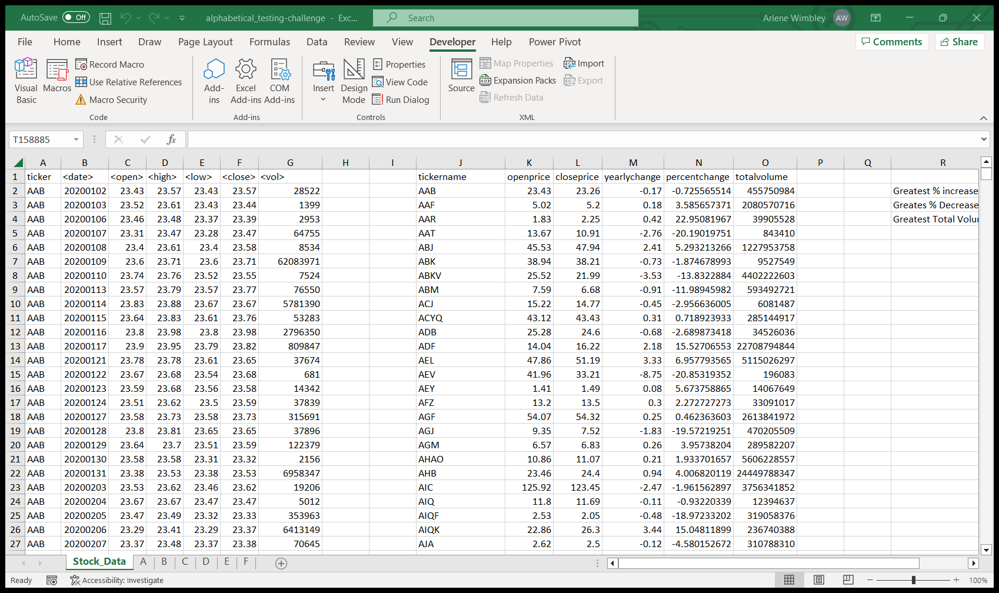 AutoSave Off alphabetical_testing-challenge - Exc... Search Arlene Wimbley AW
File Home Insert Draw Page Layout Formulas Data Review View Developer Help Power Pivot Comments Share
Visual Basic
Macros
Record Macro
Use Relative References
Macro Security
Code
Add-ins
Excel Add-ins
COM Add-ins
Add-ins
Insert
Design Mode
Properties
View Code
Run Dialog
Controls
Source
Map Properties
Expansion Packs
Refresh Data
Import
Export
XML
T158885 fx
A B C D E F G H I J K L M N O P Q R
1 ticker <date> <open> <high> <low> <close> <vol> tickername openprice closeprice yearlychange percentchange totalvolume
2 AAB 20200102 23.43 23.57 23.43 23.57 28522 AAB 23.43 23.26 -0.17 -0.725565514 455750984 Greatest % increase
3 AAB 20200103 23.52 23.61 23.43 23.44 1399 AAF 5.02 5.2 0.18 3.585657371 2080570716 Greates % Decrease
4 AAB 20200106 23.46 23.48 23.37 23.39 2953 AAR 1.83 2.25 0.42 22.95081967 39905528 Greatest Total Volu
5 AAB 20200107 23.31 23.47 23.28 23.47 64755 AAT 13.67 10.91 -2.76 -20.19019751 843410
6 AAB 20200108 23.4 23.61 23.4 23.58 8534 ABJ 45.53 47.94 2.41 5.293213266 1227953758
7 AAB 20200109 23.6 23.71 23.6 23.71 62083971 ABK 38.94 38.21 -0.73 -1.874678993 9527549
8 AAB 20200110 23.74 23.76 23.52 23.55 7524 ABKV 25.52 21.99 -3.53 -13.8322884 4402222603
9 AAB 20200113 23.57 23.79 23.57 23.77 76550 ABM 7.59 6.68 -0.91 -11.98945982 593492721
10 AAB 20200114 23.83 23.88 23.67 23.67 5781390 ACJ 15.22 14.77 -0.45 -2.956636005 6081487
11 AAB 20200115 23.64 23.83 23.61 23.76 53283 ACYQ 43.12 43.43 0.31 0.718923933 285144917
12 AAB 20200116 23.8 23.98 23.8 23.98 2796350 ADB 25.28 24.6 -0.68 -2.689873418 34526036
13 AAB 20200117 23.9 23.95 23.79 23.82 809847 ADF 14.04 16.22 2.18 15.52706553 22708794844
14 AAB 20200121 23.78 23.78 23.61 23.65 37674 AEL 47.86 51.19 3.33 6.957793565 5115026297
15 AAB 20200122 23.67 23.68 23.54 23.68 681 AEV 41.96 33.21 -8.75 -20.85319352 196083
16 AAB 20200123 23.59 23.68 23.56 23.58 14342 AEY 1.41 1.49 0.08 5.673758865 14067649
17 AAB 20200124 23.51 23.62 23.5 23.59 37839 AFZ 13.2 13.5 0.3 2.272727273 33091017
18 AAB 20200127 23.58 23.73 23.58 23.73 315691 AGF 54.07 54.32 0.25 0.462363603 2613841972
19 AAB 20200128 23.8 23.81 23.65 23.65 37896 AGJ 9.35 7.52 -1.83 -19.57219251 470205509
20 AAB 20200129 23.64 23.7 23.51 23.59 122379 AGM 6.57 6.83 0.26 3.95738204 289582207
21 AAB 20200130 23.58 23.58 23.31 23.32 2156 AHAO 10.86 11.07 0.21 1.933701657 5606228557
22 AAB 20200131 23.38 23.53 23.38 23.53 6958347 AHB 23.46 24.4 0.94 4.006820119 24449788347
23 AAB 20200203 23.53 23.62 23.46 23.62 19206 AIC 125.92 123.45 -2.47 -1.961562897 3756341852
24 AAB 20200204 23.67 23.67 23.47 23.47 5012 AIQ 11.8 11.69 -0.11 -0.93220339 12394637
25 AAB 20200205 23.47 23.49 23.32 23.33 353963 AIQF 2.53 2.05 -0.48 -18.97233202 319058376
26 AAB 20200206 23.29 23.41 23.29 23.37 6413149 AIQK 22.86 26.3 3.44 15.04811899 236740388
27 AAB 20200207 23.37 23.48 23.37 23.38 70645 AJA 2.62 2.5 -0.12 -4.580152672 310788310
Stock_Data A B C D E F
Ready Accessibility: Investigate 100%